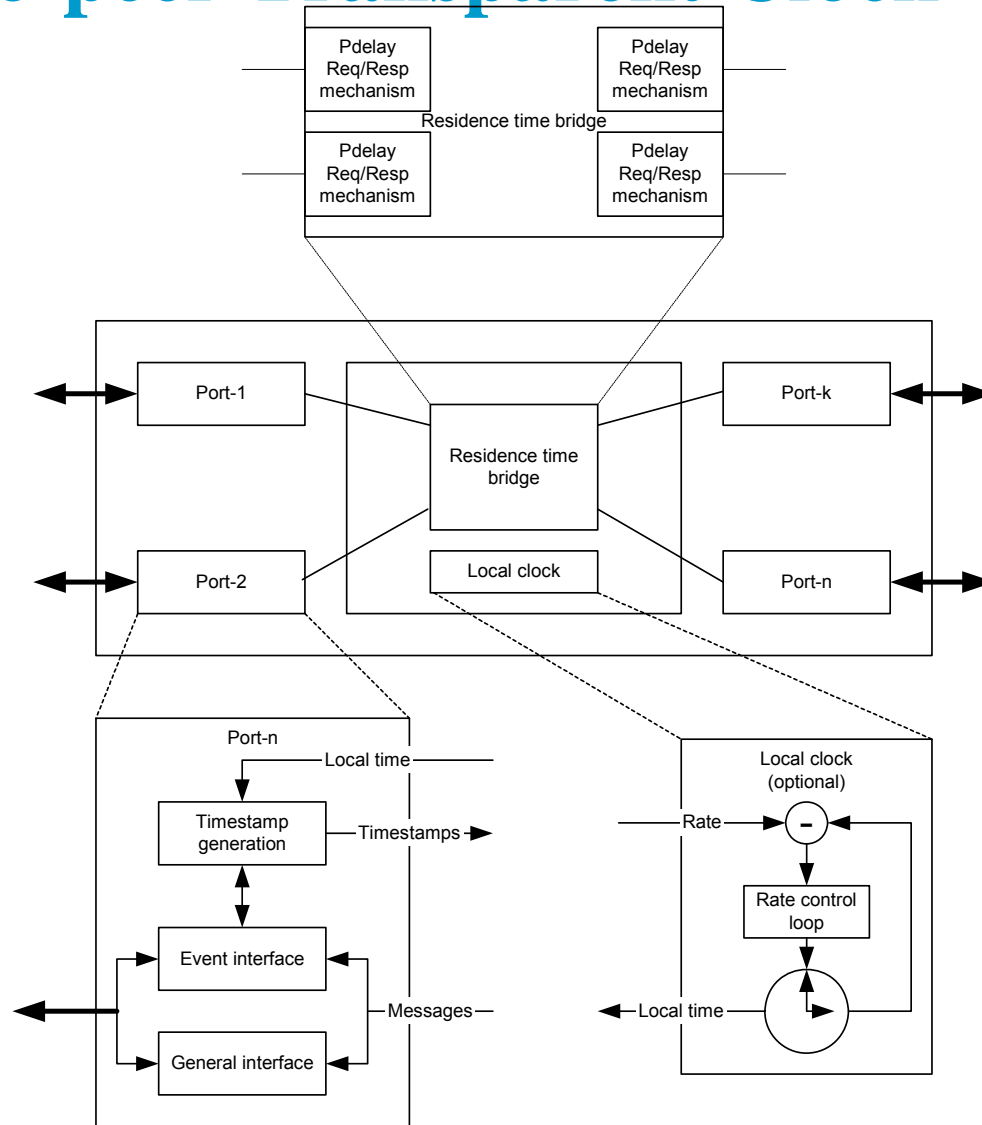 Pdelay
Req/Resp
mechanism
Pdelay
Req/Resp
mechanism
Residence time bridge
Pdelay
Req/Resp
mechanism
Pdelay
Req/Resp
mechanism
Port-1
Port-k
Residence time
bridge
Port-2
Local clock
Port-n
Port-n
Local time
Timestamp
generation
Timestamps
Event interface
Messages
General interface
Local clock
(optional)
Rate
-
Rate control
loop
Local time